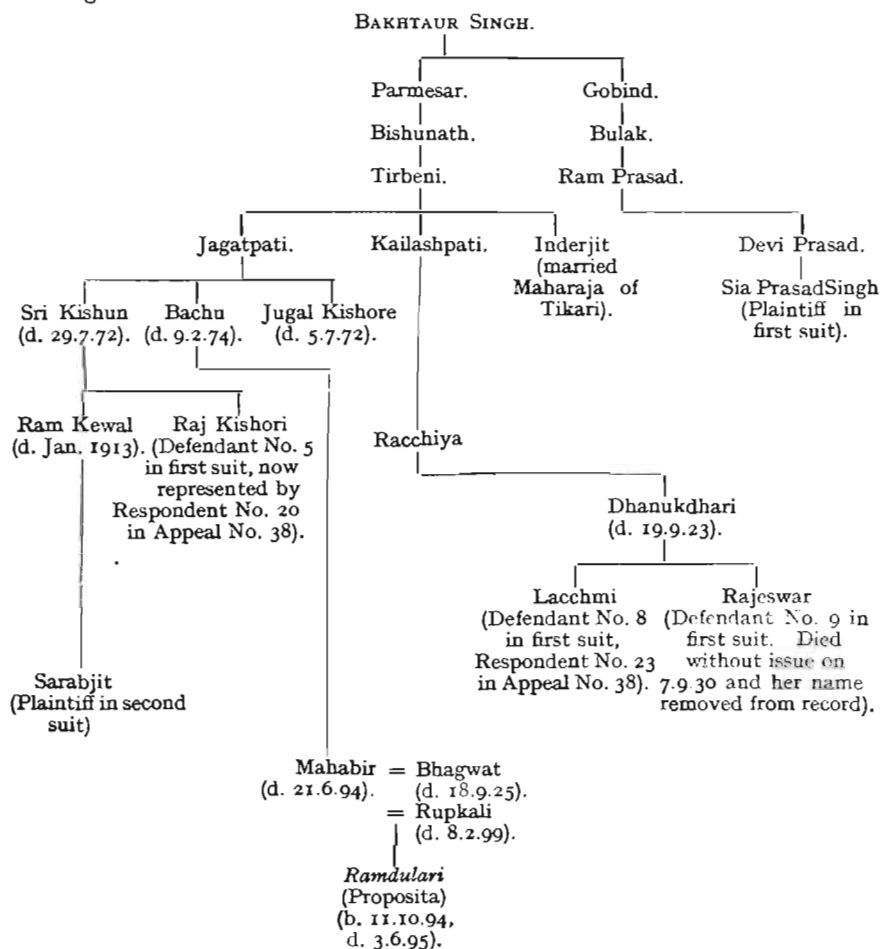 BAKHTAUR SINGH.
Parmesar. Gobind.
Bishunath. Bulak.
Tirbeni. Ram Prasad.
Jagatpati. Kailashpati. Inderjit
(married
Maharaja of
Tikari).
Devi Prasad.
Sia PrasadSingh
(Plaintiff in
first suit).
Sri Kishun
(d. 29.7.72).
Bachu
(d. 9.2.74).
Jugal Kishore
(d. 5.7.72).
Ram Kewal
(d. Jan. 1913).
Raj Kishori
(Defendant No. 5
in first suit, now
represented by
Respondent No. 20
in Appeal No. 38).
Racchiya
Dhanukdhari
(d. 19.9.23).
Lacchmi
(Defendant No. 8
in first suit,
Respondent No. 23
in Appeal No. 38).
Rajeswar
(Defendant No. 9 in
first suit. Died
without issue on
7.9.30 and her name
removed from record).
Sarabjit
(Plaintiff in second
suit)
Mahabir = Bhagwat
(d. 21.6.94). (d. 18.9.25).
= Rupkali
(d. 8.2.99).
Ramdulari
(Proposita)
(b. 11.10.94,
d. 3.6.95).